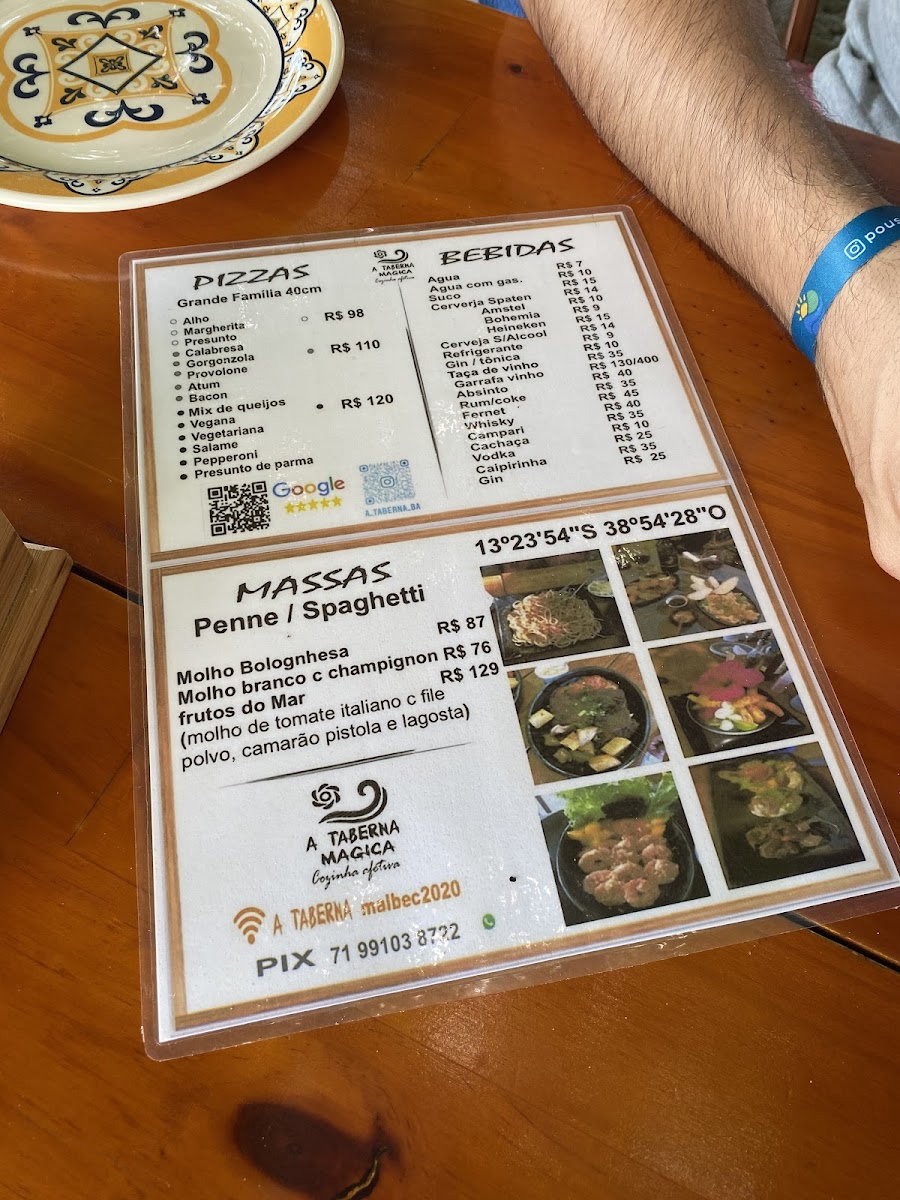 PIZZAS
Grande Familia 40cm
Alho
Margherita R$ 98
Presunto
Calabresa
Gorgonzola R$ 110
Provolone
Atum
Bacon
Mix de queijos R$ 120
Vegana
Vegetariana
Salame
Pepperoni
Presunto de parma
Google
A_TABERNA_BA
A TABERNA
MAGICA
Cozinha afetiva
BEBIDAS
Agua R$ 7
Agua com gas. R$ 10
Suco R$ 15
Cerverja Spaten R$ 14
Amstel R$ 10
Bohemia R$ 9
Heineken R$ 15
Cerveja S/Alcool R$ 14
Refrigerante R$ 9
Gin / tônica R$ 10
Taça de vinho R$ 35
Garrafa vinho R$ 130/400
Absinto R$ 40
Rum/coke R$ 35
Fernet R$ 45
Whisky R$ 40
Campari R$ 35
Cachaça R$ 10
Vodka R$ 25
Caipirinha R$ 35
Gin R$ 25
13º23'54"S 38º54'28"O
MASSAS
Penne / Spaghetti
Molho Bolognhesa R$ 87
Molho branco c champignon R$ 76
frutos do Mar R$ 129
(molho de tomate italiano c file
polvo, camarão pistola e lagosta)
A TABERNA
MAGICA
Cozinha afetiva
A TABERNA malbec2020
PIX 71 99103 8722
pous